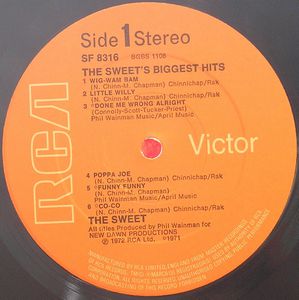 Side 1 Stereo
SF 8316 BGBS 1108
THE SWEET'S BIGGEST HITS
1 WIG-WAM BAM
(N. Chinn-M. Chapman) Chinnichap/Rak
2 LITTLE WILLY
(N. Chinn-M. Chapman) Chinnichap/Rak
3 *DONE ME WRONG ALRIGHT
(Connolly-Scott-Tucker-Priest)
Phil Wainman Music/April Music
RCA
Victor
4 POPPA JOE
(N. Chinn-M. Chapman) Chinnichap/Rak
5 *FUNNY FUNNY
(N. Chinn-M. Chapman)
Phil Wainman Music/April Music
6 *CO-CO
(N. Chinn-M. Chapman) Chinnichap/Rak
THE SWEET
All titles Produced by Phil Wainman for
NEW DAWN PRODUCTIONS
℗ 1972 RCA Ltd. *℗1971